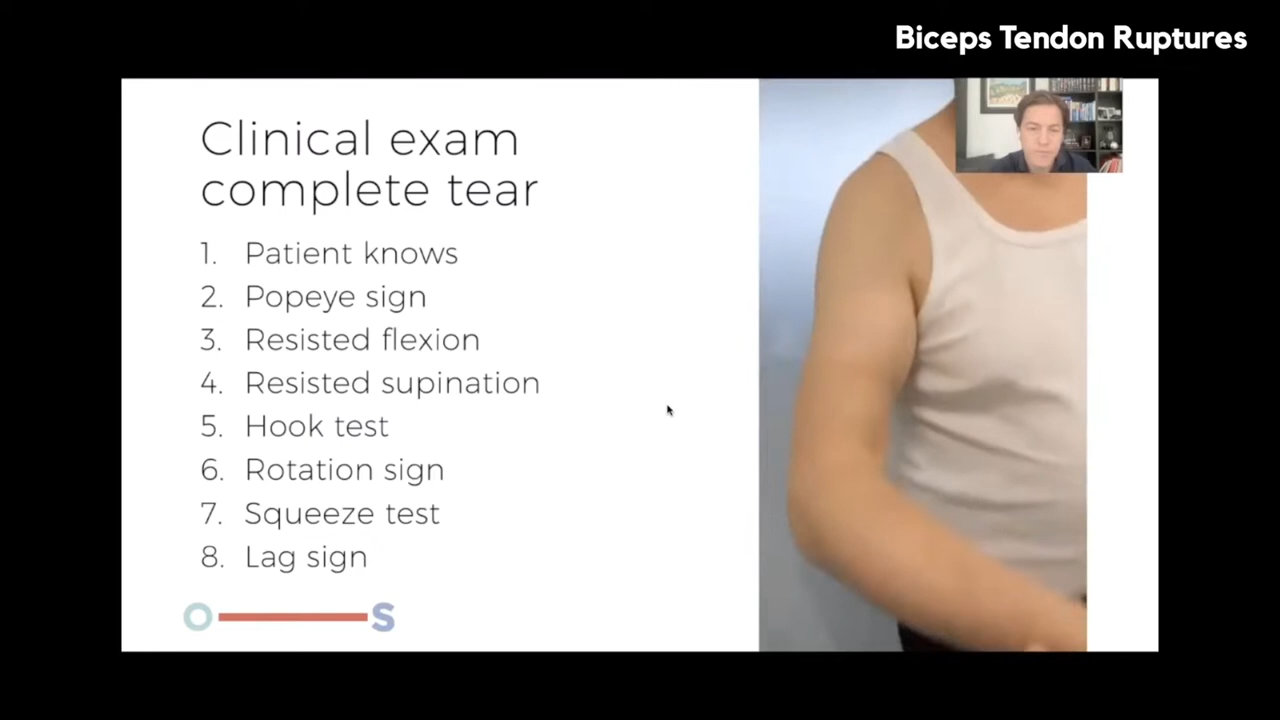 Biceps Tendon Ruptures
Clinical exam
complete tear
1. Patient knows
2. Popeye sign
3. Resisted flexion
4. Resisted supination
5. Hook test
6. Rotation sign
7. Squeeze test
8. Lag sign
O S